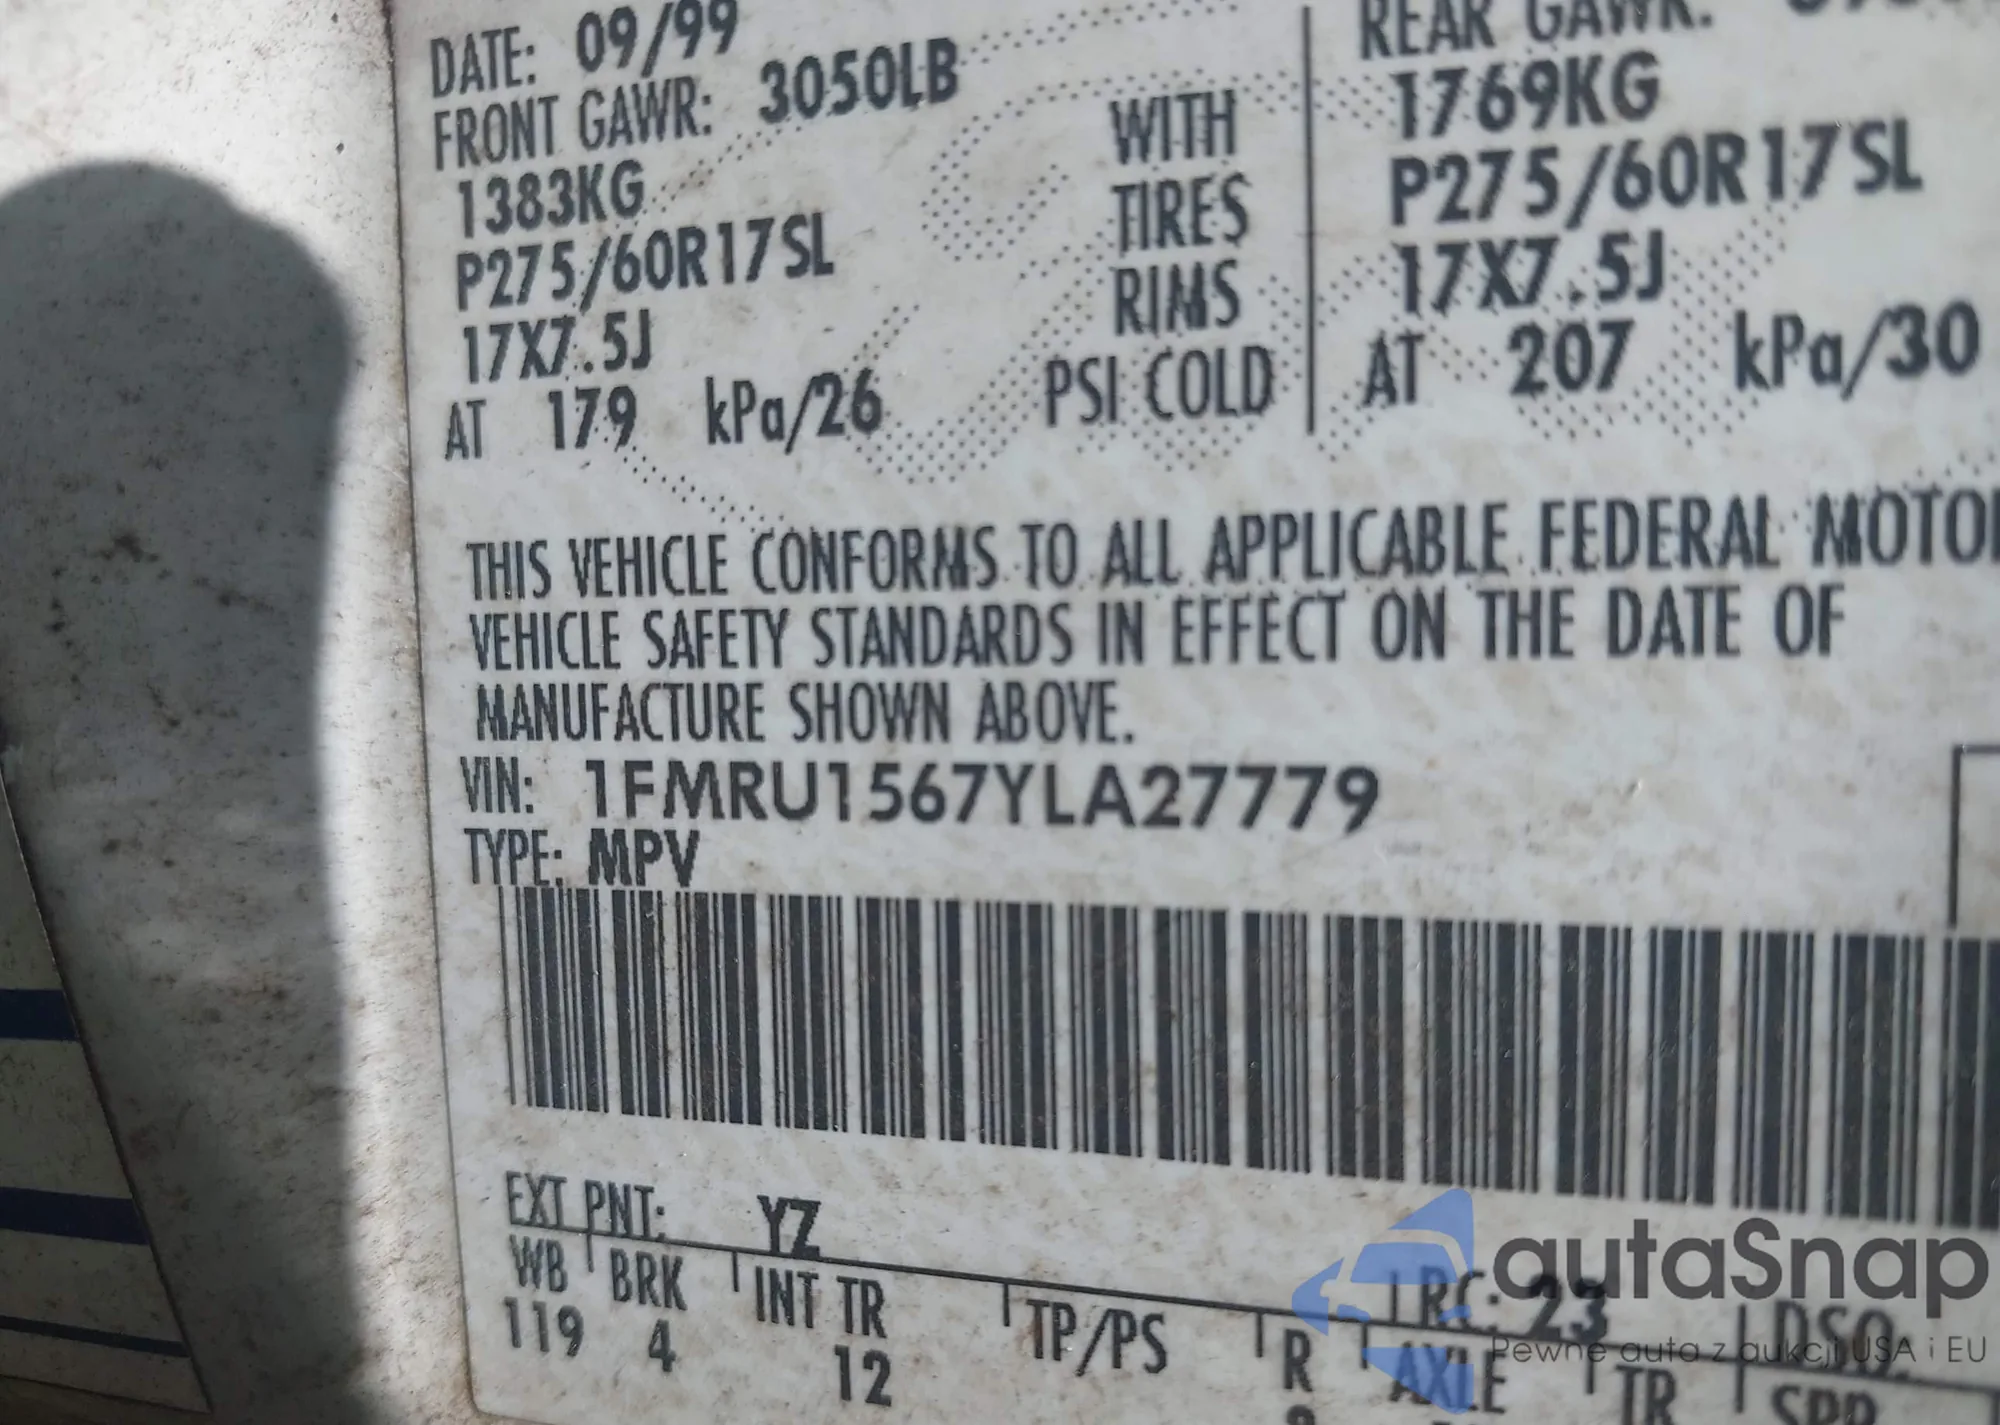 DATE: 09/99
FRONT GAWR: 3050LB
1383KG
P275/60R17SL
17X7.5J
AT 179 kPa/26
WITH
TIRES
RIMS
PSI COLD
REAR GAWR:
1769KG
P275/60R17SL
17X7.5J
AT 207 kPa/30
THIS VEHICLE CONFORMS TO ALL APPLICABLE FEDERAL MOTOR
VEHICLE SAFETY STANDARDS IN EFFECT ON THE DATE OF
MANUFACTURE SHOWN ABOVE.
VIN: 1FMRU1567YLA27779
TYPE: MPV
EXT PNT: YZ
RC: 23
DSO:
WB BRK INT TR TP/PS R AXLE TR SPR
119 4 12
autaSnap
Pewne auta z aukcji USA i EU